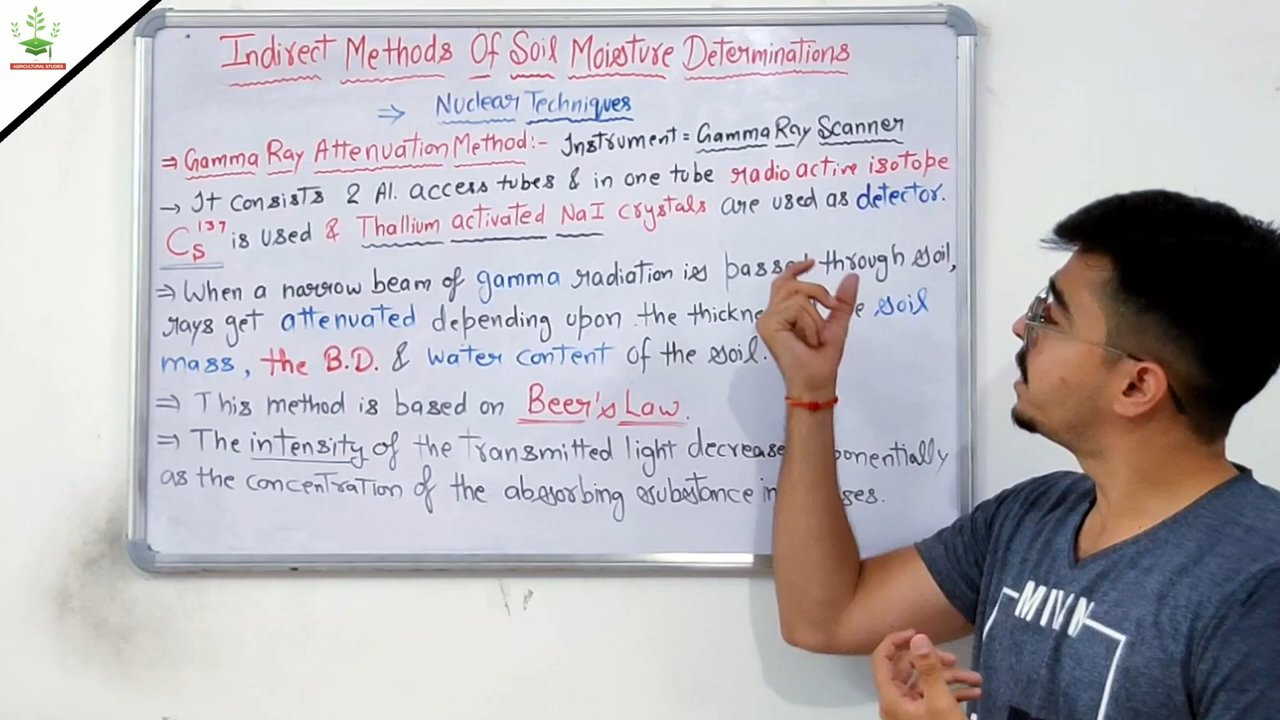 AGRICULTURAL STUDIES
Indirect Methods Of Soil Moisture Determinations
⇒ Nuclear Techniques
⇒ Gamma Ray Attenuation Method:- Instrument = Gamma Ray Scanner
→ It consists 2 Al. access tubes & in one tube radio active isotope
Cs¹³⁷ is used & Thallium activated NaI crystals are used as detector.
⇒ When a narrow beam of gamma radiation is through soil,
rays get attenuated depending upon the soil
mass, the B.D. & water content of the soil.
⇒ This method is based on Beer's Law.
⇒ The intensity of the transmitted light
as the concentration of the absorbing substance
MIVN